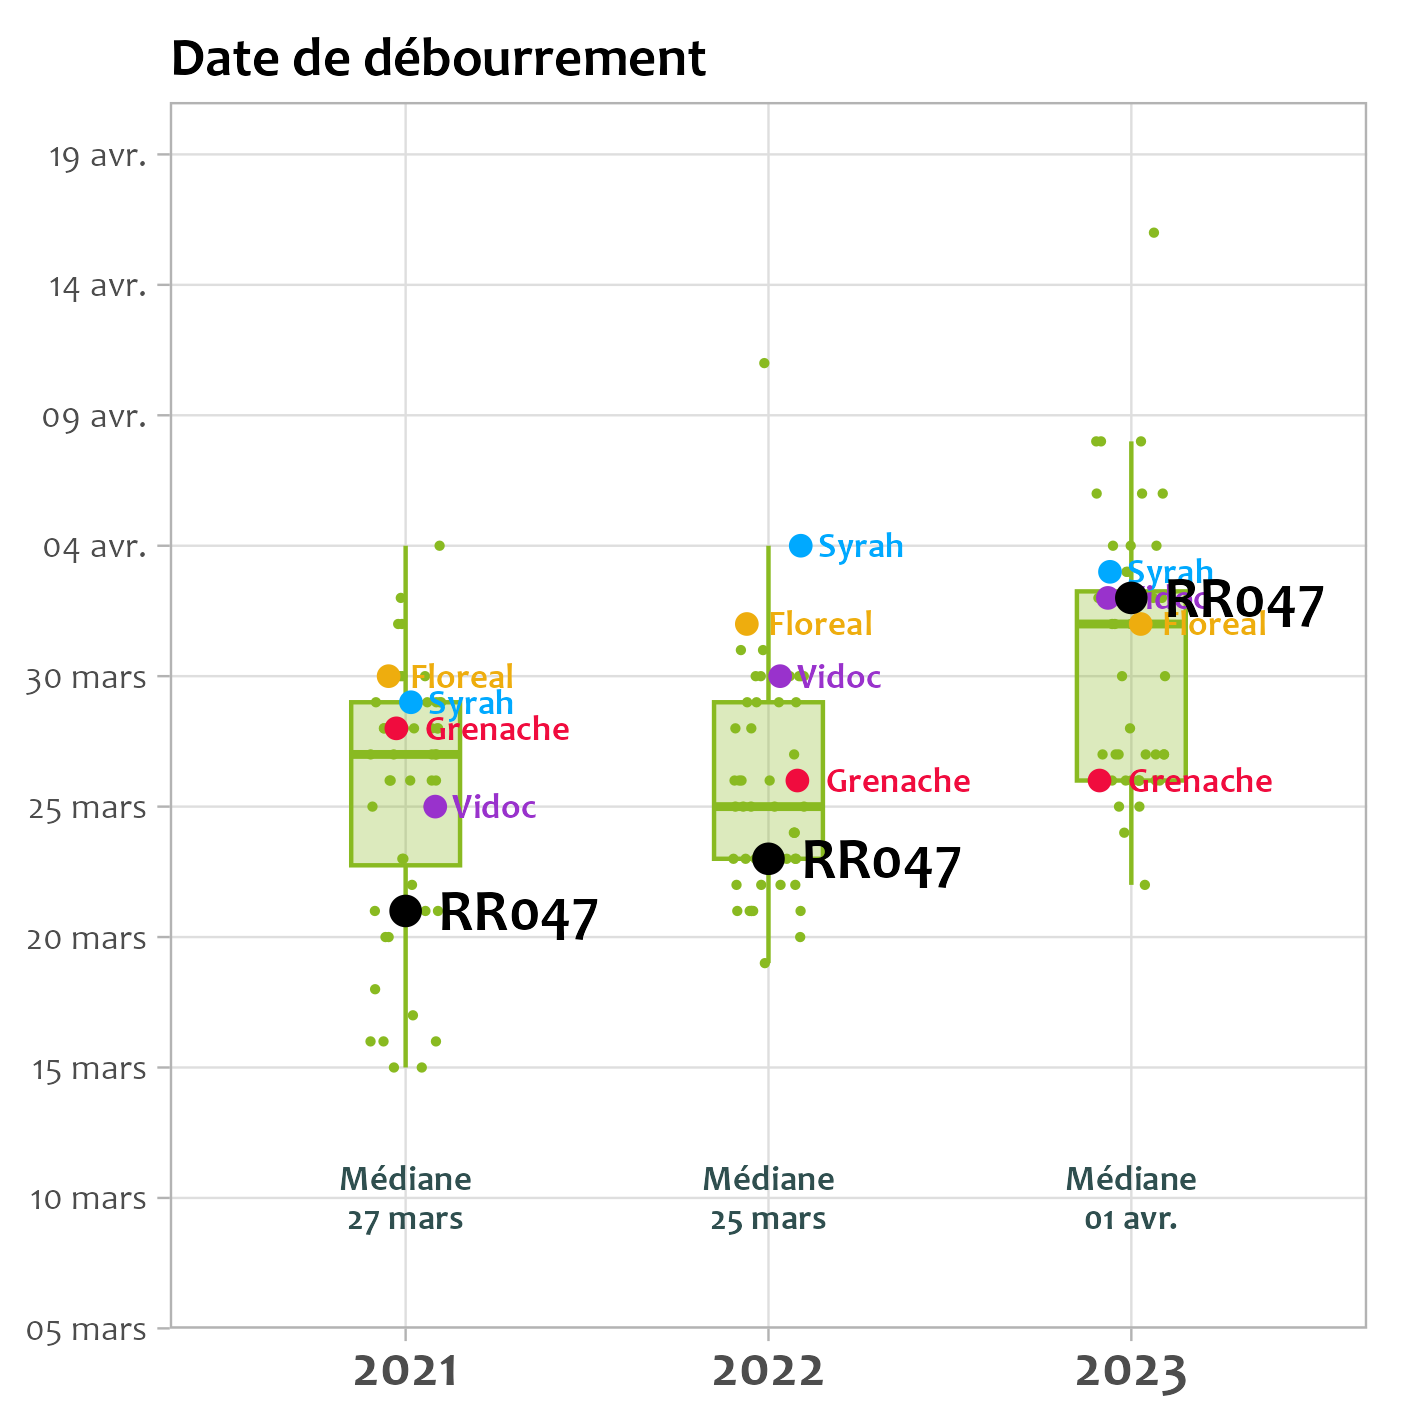 Date de débourrement
19 avr.
14 avr.
09 avr.
04 avr.
30 mars
25 mars
20 mars
15 mars
10 mars
05 mars
Floreal
Syrah
Grenache
Vidoc
RR047
Médiane
27 mars
Syrah
Floreal
Vidoc
Grenache
RR047
Médiane
25 mars
Syrah
Vidoc
RR047
Floreal
Grenache
Médiane
01 avr.
2021
2022
2023